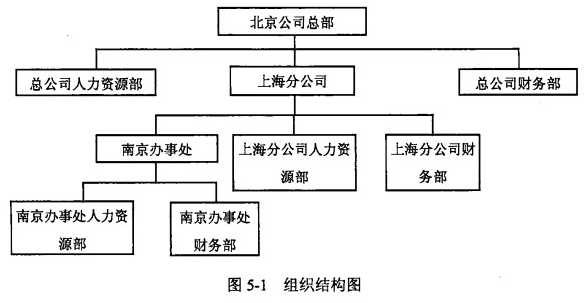 北京公司总部
总公司人力资源部
上海分公司
总公司财务部
南京办事处
上海分公司人力资
源部
上海分公司财
务部
南京办事处人力资
源部
南京办事处
财务部
图 5-1 组织结构图